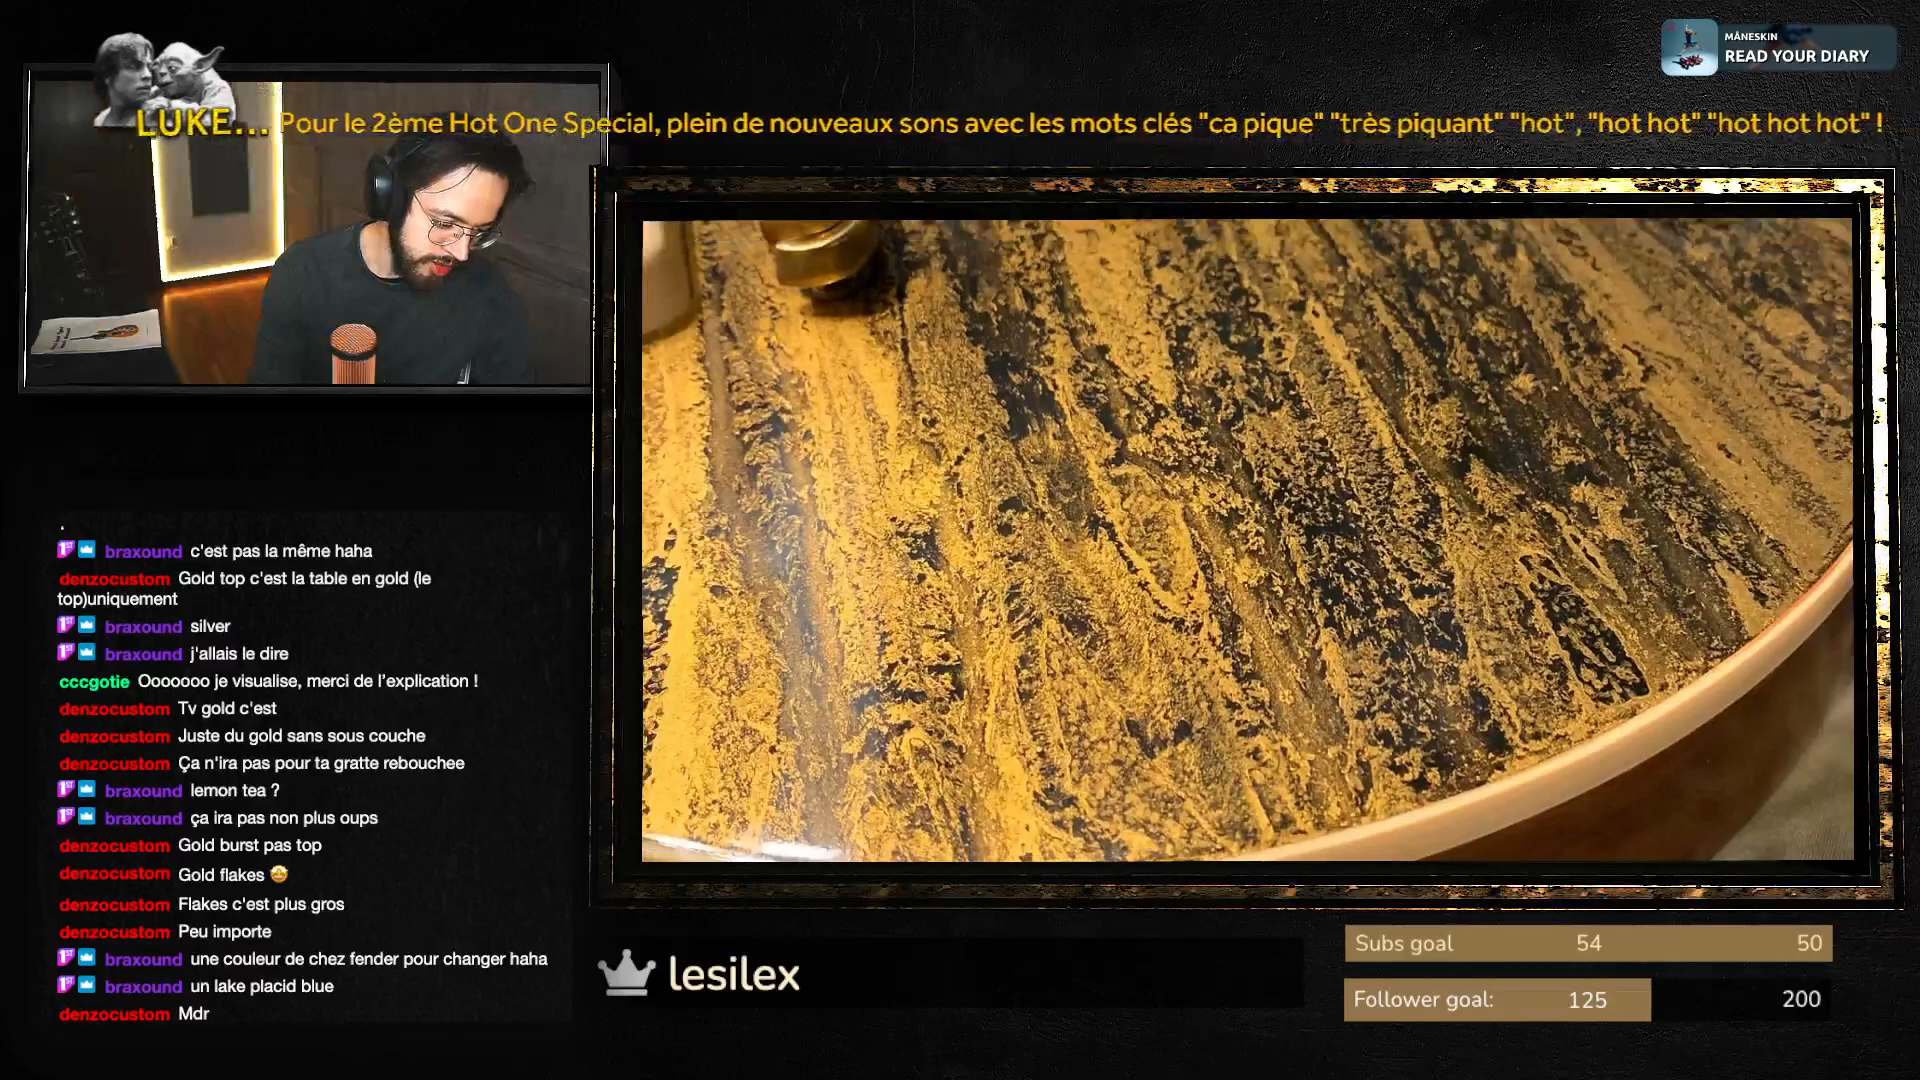 MÅNESKIN
READ YOUR DIARY
LUKE...
Pour le 2ème Hot One Special, plein de nouveaux sons avec les mots clés "ca pique" "très piquant" "hot", "hot hot" "hot hot hot" !
.
braxound c'est pas la même haha
denzocustom Gold top c'est la table en gold (le
top)uniquement
braxound silver
braxound j'allais le dire
cccgotie Ooooooo je visualise, merci de l'explication !
denzocustom Tv gold c'est
denzocustom Juste du gold sans sous couche
denzocustom Ça n'ira pas pour ta gratte rebouchee
braxound lemon tea ?
braxound ça ira pas non plus oups
denzocustom Gold burst pas top
denzocustom Gold flakes 🤩
denzocustom Flakes c'est plus gros
denzocustom Peu importe
braxound une couleur de chez fender pour changer haha
braxound un lake placid blue
denzocustom Mdr
lesilex
Subs goal 54 50
Follower goal: 125 200